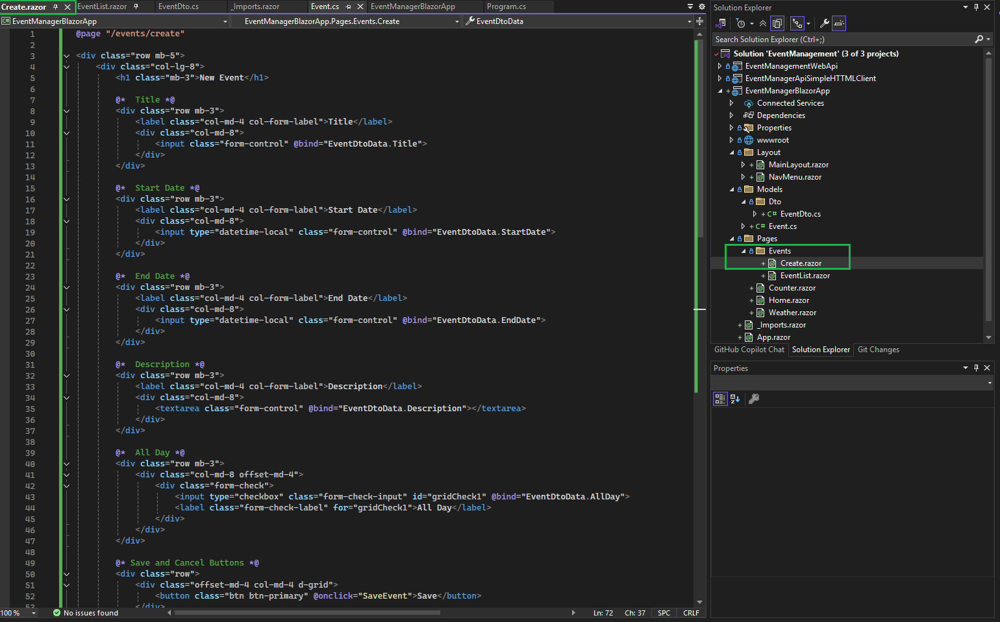 Create.razor
EventList.razor
EventDto.cs
_Imports.razor
Event.cs
EventManagerBlazorApp
Program.cs
EventManagerBlazorApp
EventManagerBlazorApp.Pages.Events.Create
EventDtoData
1 @page "/events/create"
2
3 <div class="row mb-5">
4 <div class="col-lg-8">
5 <h1 class="mb-3">New Event</h1>
6
7 @*  Title *@
8 <div class="row mb-3">
9 <label class="col-md-4 col-form-label">Title</label>
10 <div class="col-md-8">
11 <input class="form-control" @bind="EventDtoData.Title">
12 </div>
13 </div>
14
15 @*  Start Date *@
16 <div class="row mb-3">
17 <label class="col-md-4 col-form-label">Start Date</label>
18 <div class="col-md-8">
19 <input type="datetime-local" class="form-control" @bind="EventDtoData.StartDate">
20 </div>
21 </div>
22
23 @*  End Date *@
24 <div class="row mb-3">
25 <label class="col-md-4 col-form-label">End Date</label>
26 <div class="col-md-8">
27 <input type="datetime-local" class="form-control" @bind="EventDtoData.EndDate">
28 </div>
29 </div>
30
31 @*  Description *@
32 <div class="row mb-3">
33 <label class="col-md-4 col-form-label">Description</label>
34 <div class="col-md-8">
35 <textarea class="form-control" @bind="EventDtoData.Description"></textarea>
36 </div>
37 </div>
38
39 @*  All Day *@
40 <div class="row mb-3">
41 <div class="col-md-8 offset-md-4">
42 <div class="form-check">
43 <input type="checkbox" class="form-check-input" id="gridCheck1" @bind="EventDtoData.AllDay">
44 <label class="form-check-label" for="gridCheck1">All Day</label>
45 </div>
46 </div>
47 </div>
48
49 @* Save and Cancel Buttons *@
50 <div class="row">
51 <div class="offset-md-4 col-md-4 d-grid">
52 <button class="btn btn-primary" @onclick="SaveEvent">Save</button>
53 </div>
100 %
No issues found
Ln: 72
Ch: 37
SPC
CRLF
Solution Explorer
Search Solution Explorer (Ctrl+;)
Solution 'EventManagement' (3 of 3 projects)
EventManagementWebApi
EventManagerApiSimpleHTTMLClient
EventManagerBlazorApp
Connected Services
Dependencies
Properties
wwwroot
Layout
MainLayout.razor
NavMenu.razor
Models
Dto
C# EventDto.cs
C# Event.cs
Pages
Events
Create.razor
EventList.razor
Counter.razor
Home.razor
Weather.razor
_Imports.razor
App.razor
GitHub Copilot Chat
Solution Explorer
Git Changes
Properties